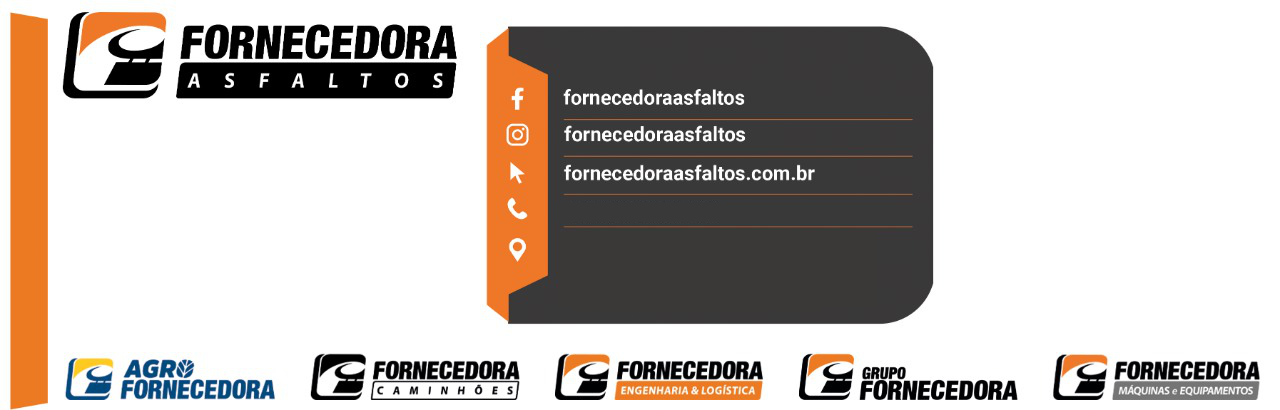 FORNECEDORA
ASFALTOS
fornecedoraasfaltos
fornecedoraasfaltos
fornecedoraasfaltos.com.br
AGRO
FORNECEDORA
FORNECEDORA
CAMINHÕES
FORNECEDORA
ENGENHARIA & LOGÍSTICA
GRUPO
FORNECEDORA
FORNECEDORA
MÁQUINAS e EQUIPAMENTOS